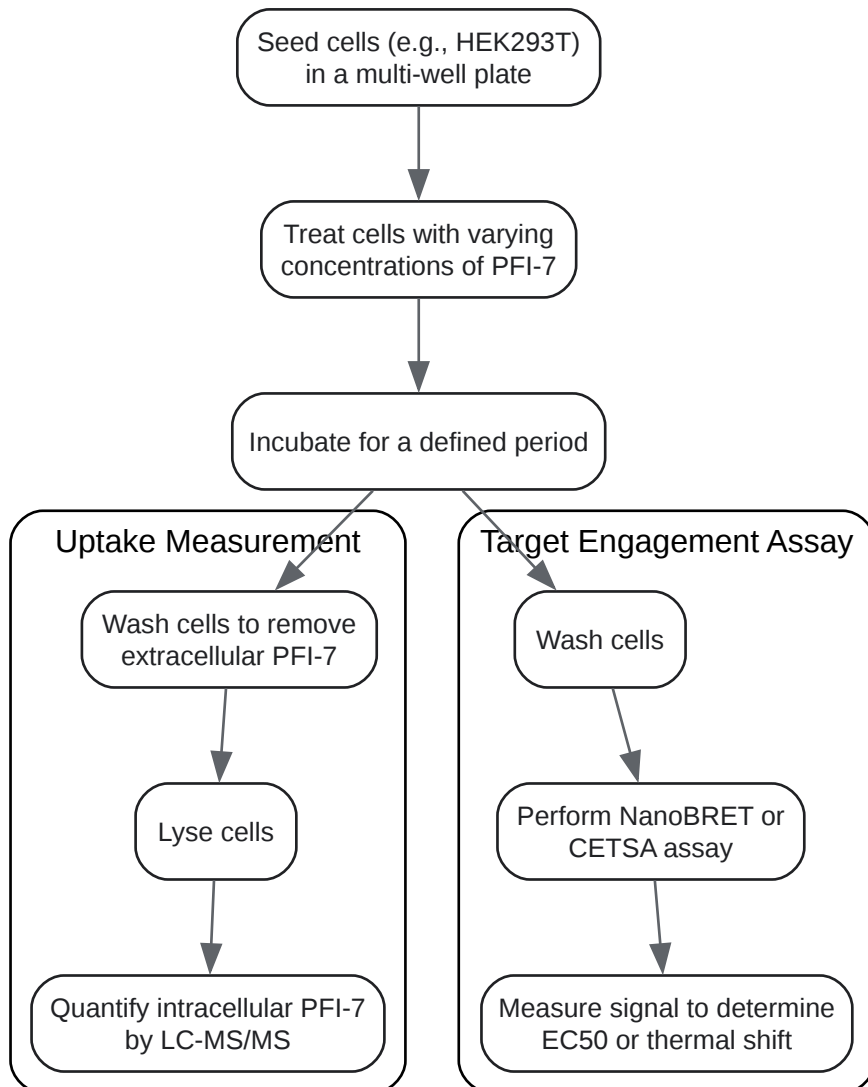 Seed cells (e.g., HEK293T)
in a multi-well plate
Treat cells with varying
concentrations of PFI-7
Incubate for a defined period
Uptake Measurement
Wash cells to remove
extracellular PFI-7
Lyse cells
Quantify intracellular PFI-7
by LC-MS/MS
Target Engagement Assay
Wash cells
Perform NanoBRET or
CETSA assay
Measure signal to determine
EC50 or thermal shift